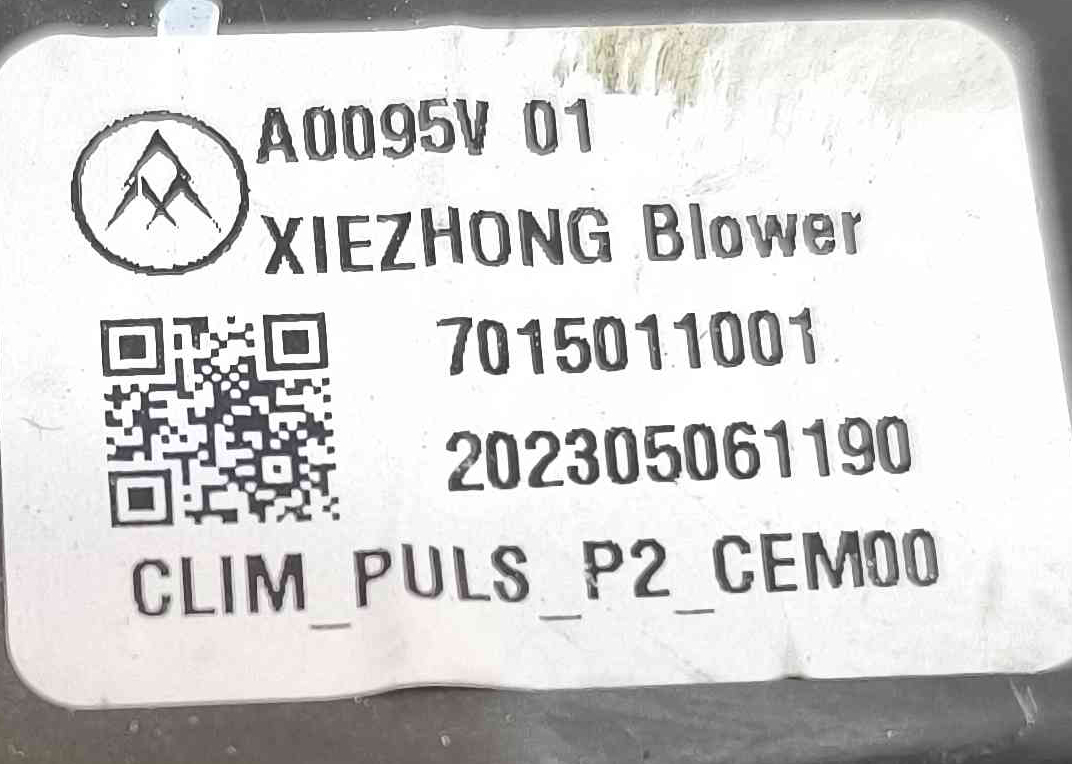 A0095V 01
XIEZHONG Blower
7015011001
202305061190
CLIM_PULS_P2_CEM00